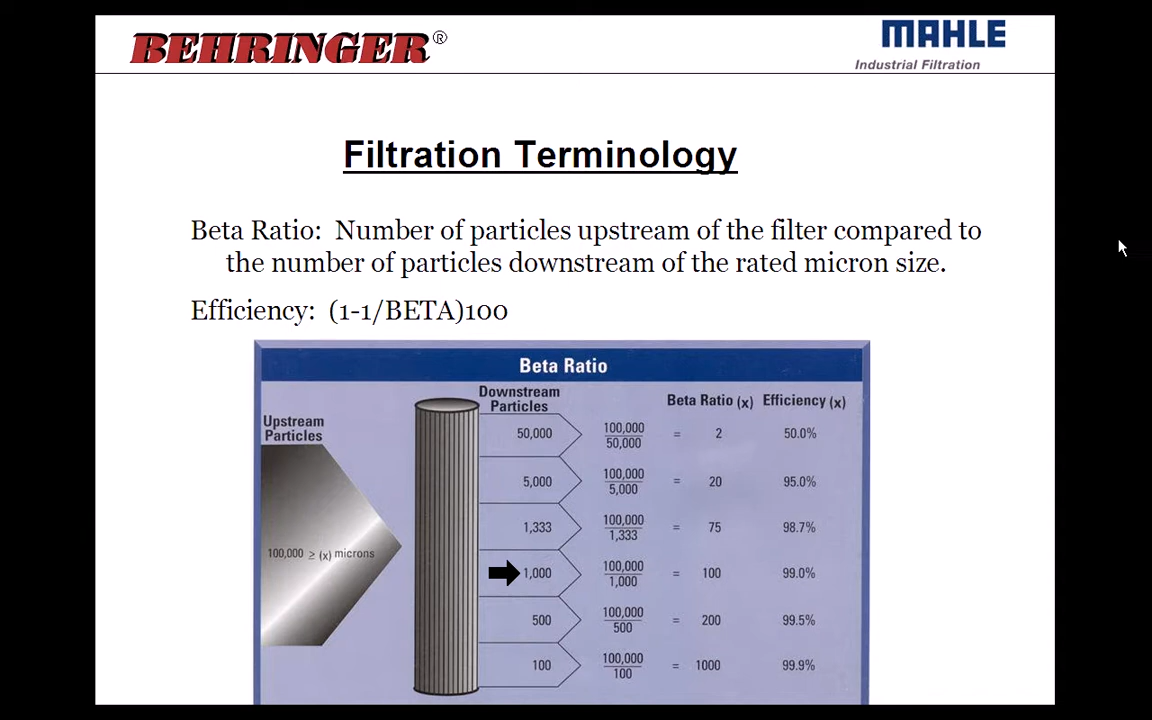 BEHRINGER®
MAHLE
Industrial Filtration
Filtration Terminology
Beta Ratio: Number of particles upstream of the filter compared to
the number of particles downstream of the rated micron size.
Efficiency: (1-1/BETA)100
Beta Ratio
Upstream
Particles
100,000 ≥ (x) microns
Downstream
Particles
Beta Ratio (x) Efficiency (x)
50,000 100,000/50,000 = 2 50.0%
5,000 100,000/5,000 = 20 95.0%
1,333 100,000/1,333 = 75 98.7%
1,000 100,000/1,000 = 100 99.0%
500 100,000/500 = 200 99.5%
100 100,000/100 = 1000 99.9%